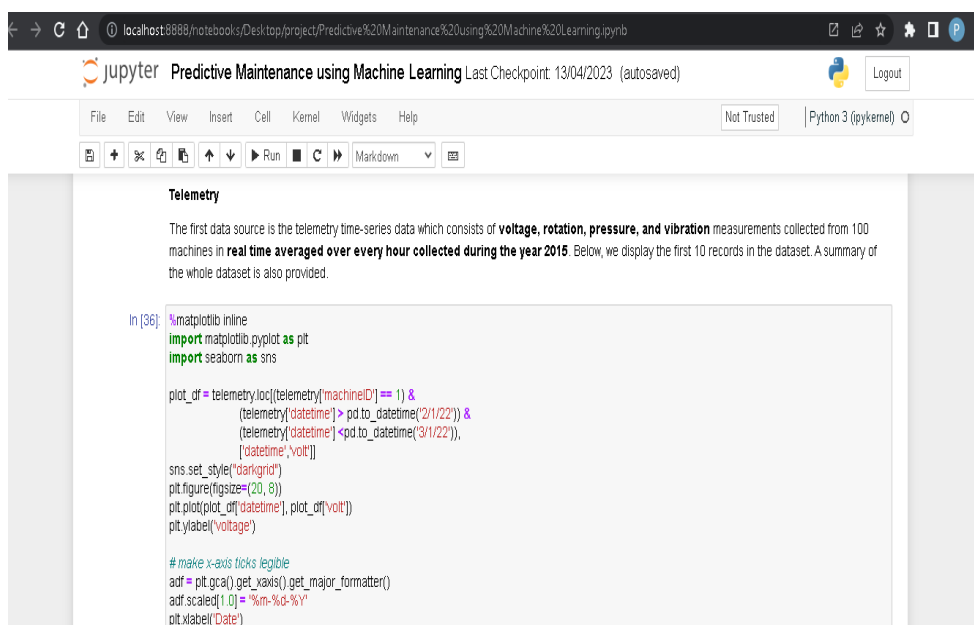 localhost:8888/notebooks/Desktop/project/Predictive%20Maintenance%20using%20Machine%20Learning.ipynb
P
jupyter Predictive Maintenance using Machine Learning Last Checkpoint: 13/04/2023 (autosaved)
Logout
File Edit View Insert Cell Kernel Widgets Help
Not Trusted
Python 3 (ipykernel)
Run
Markdown
Telemetry
The first data source is the telemetry time-series data which consists of voltage, rotation, pressure, and vibration measurements collected from 100
machines in real time averaged over every hour collected during the year 2015. Below, we display the first 10 records in the dataset. A summary of
the whole dataset is also provided.
In [36]:
%matplotlib inline
import matplotlib.pyplot as plt
import seaborn as sns
plot_df = telemetry.loc[(telemetry['machineID'] == 1) &
(telemetry['datetime'] > pd.to_datetime('2/1/22')) &
(telemetry['datetime'] <pd.to_datetime('3/1/22')),
['datetime','volt']]
sns.set_style("darkgrid")
plt.figure(figsize=(20, 8))
plt.plot(plot_df['datetime'], plot_df['volt'])
plt.ylabel('voltage')
# make x-axis ticks legible
adf = plt.gca().get_xaxis().get_major_formatter()
adf.scaled[1.0] = "%m-%d-%Y"
plt.xlabel('Date')